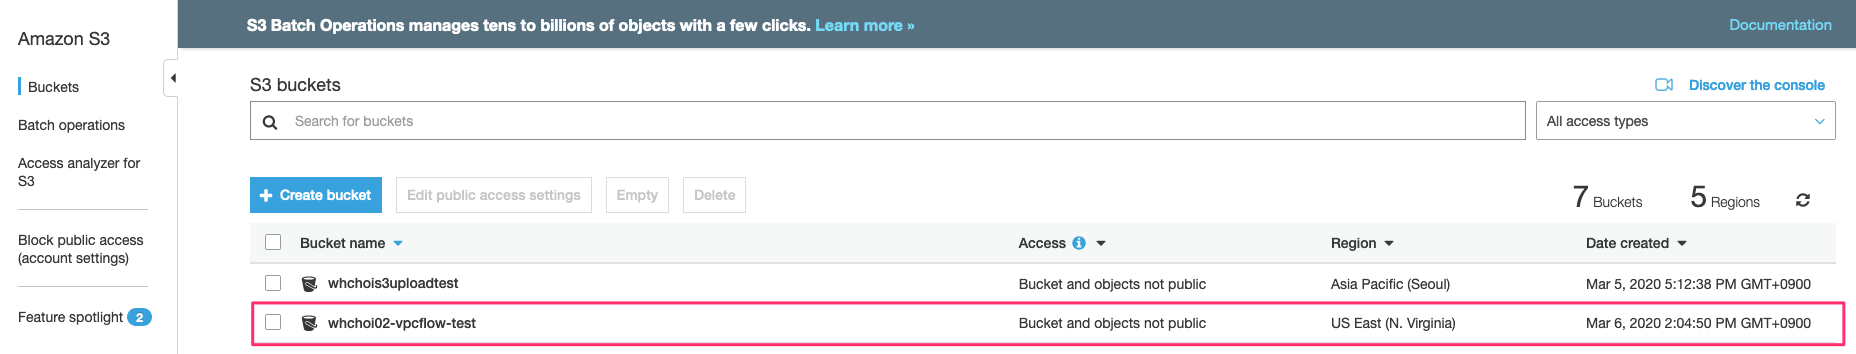 Amazon S3
Buckets
Batch operations
Access analyzer for
S3
Block public access
(account settings)
Feature spotlight 2
S3 Batch Operations manages tens to billions of objects with a few clicks. Learn more »
Documentation
S3 buckets
Discover the console
Search for buckets
All access types
+ Create bucket
Edit public access settings
Empty
Delete
7 Buckets
5 Regions
Bucket name Access Region Date created
whchois3uploadtest Bucket and objects not public Asia Pacific (Seoul) Mar 5, 2020 5:12:38 PM GMT+0900
whchoi02-vpcflow-test Bucket and objects not public US East (N. Virginia) Mar 6, 2020 2:04:50 PM GMT+0900